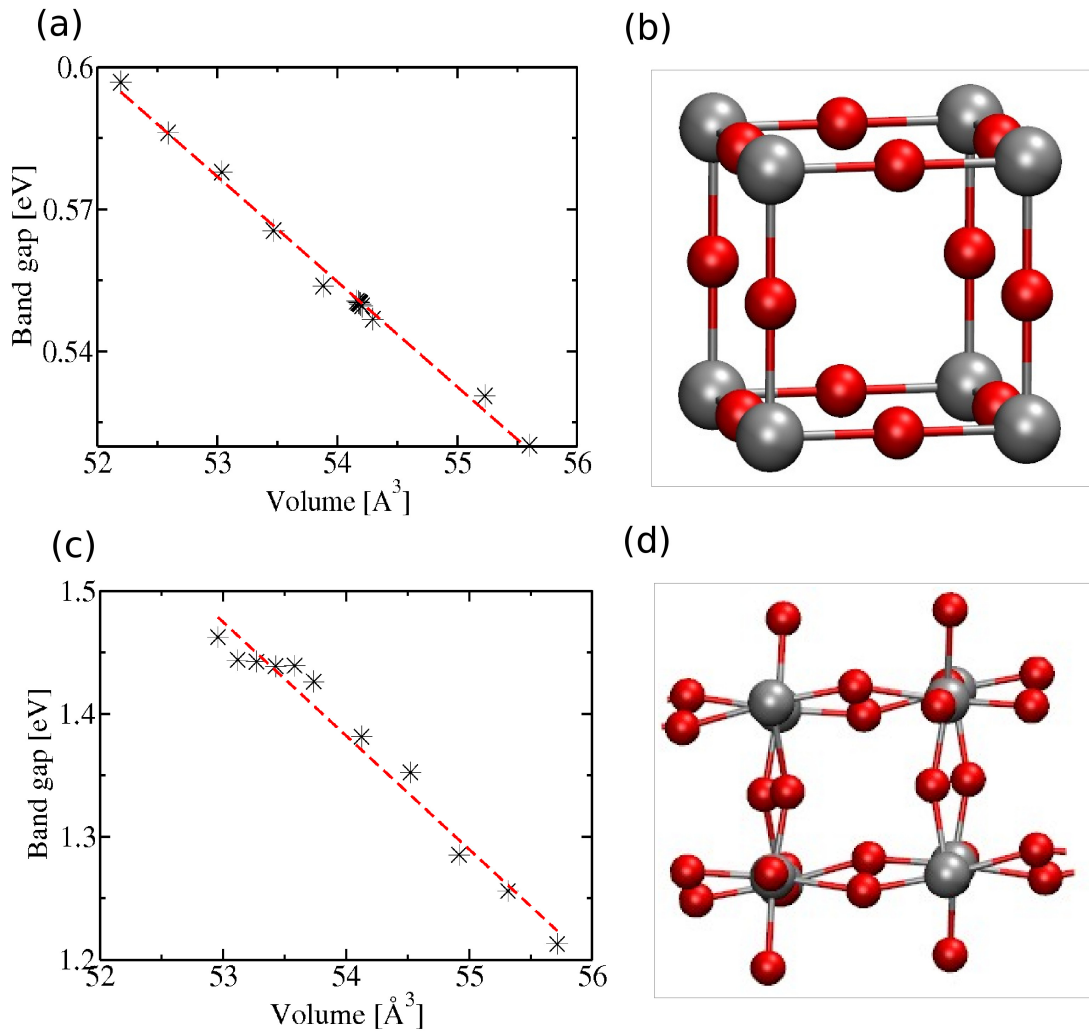 (a)
(b)
0.6
0.57
0.54
Band gap [eV]
52 53 54 55 56
Volume [A³]
(c)
(d)
1.5
1.4
1.3
1.2
Band gap [eV]
52 53 54 55 56
Volume [Å³]